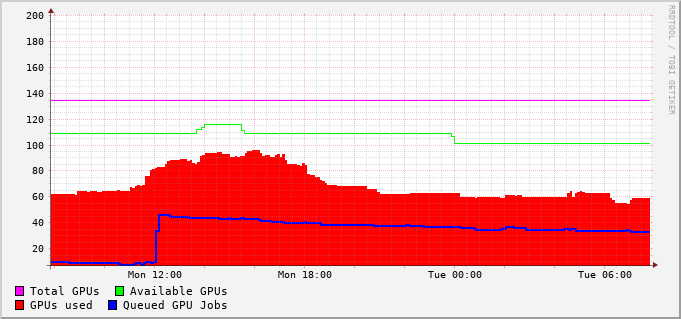 RRDTOOL / TOBI OETIKER
200
180
160
140
120
100
80
60
40
20
Mon 12:00 Mon 18:00 Tue 00:00 Tue 06:00
Total GPUs Available GPUs
GPUs used Queued GPU Jobs